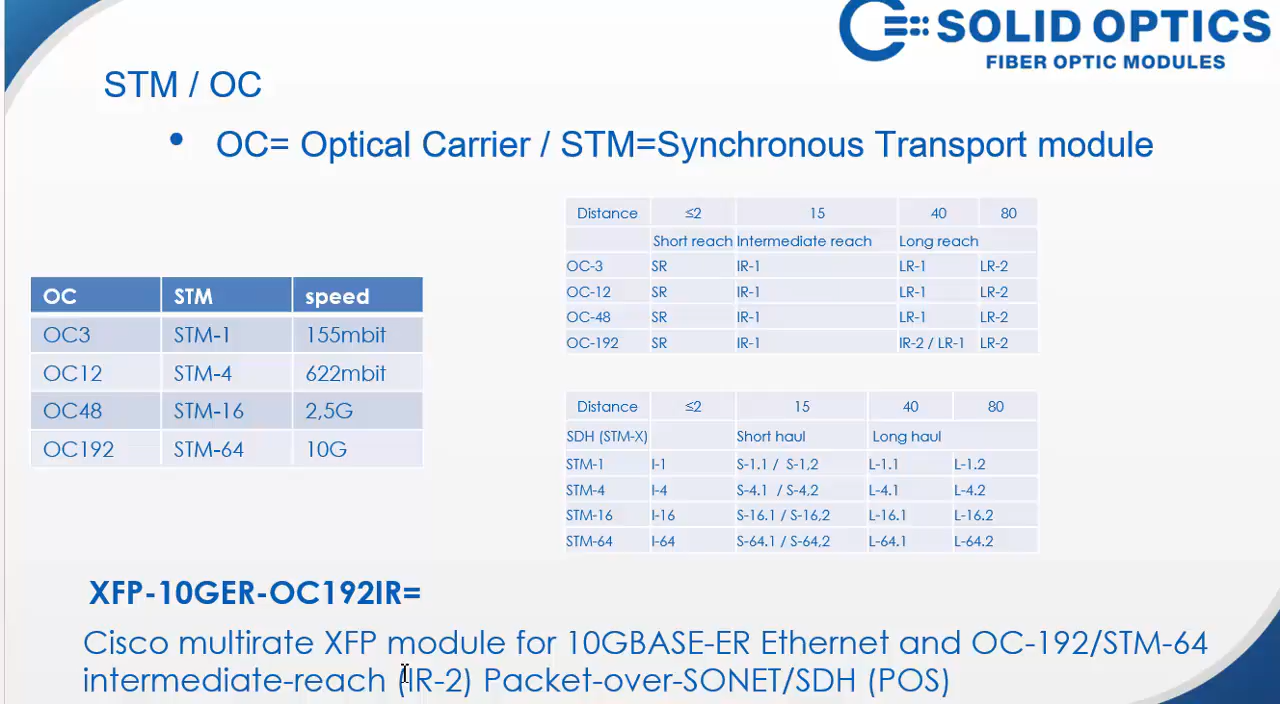 SOLID OPTICS
FIBER OPTIC MODULES
STM / OC
• OC= Optical Carrier / STM=Synchronous Transport module
OC STM speed
OC3 STM-1 155mbit
OC12 STM-4 622mbit
OC48 STM-16 2,5G
OC192 STM-64 10G
Distance ≤2 15 40 80
Short reach Intermediate reach Long reach
OC-3 SR IR-1 LR-1 LR-2
OC-12 SR IR-1 LR-1 LR-2
OC-48 SR IR-1 LR-1 LR-2
OC-192 SR IR-1 IR-2 / LR-1 LR-2
Distance ≤2 15 40 80
SDH (STM-X) Short haul Long haul
STM-1 I-1 S-1.1 / S-1,2 L-1.1 L-1.2
STM-4 I-4 S-4.1 / S-4,2 L-4.1 L-4.2
STM-16 I-16 S-16.1 / S-16,2 L-16.1 L-16.2
STM-64 I-64 S-64.1 / S-64,2 L-64.1 L-64.2
XFP-10GER-OC192IR=
Cisco multirate XFP module for 10GBASE-ER Ethernet and OC-192/STM-64
intermediate-reach (IR-2) Packet-over-SONET/SDH (POS)